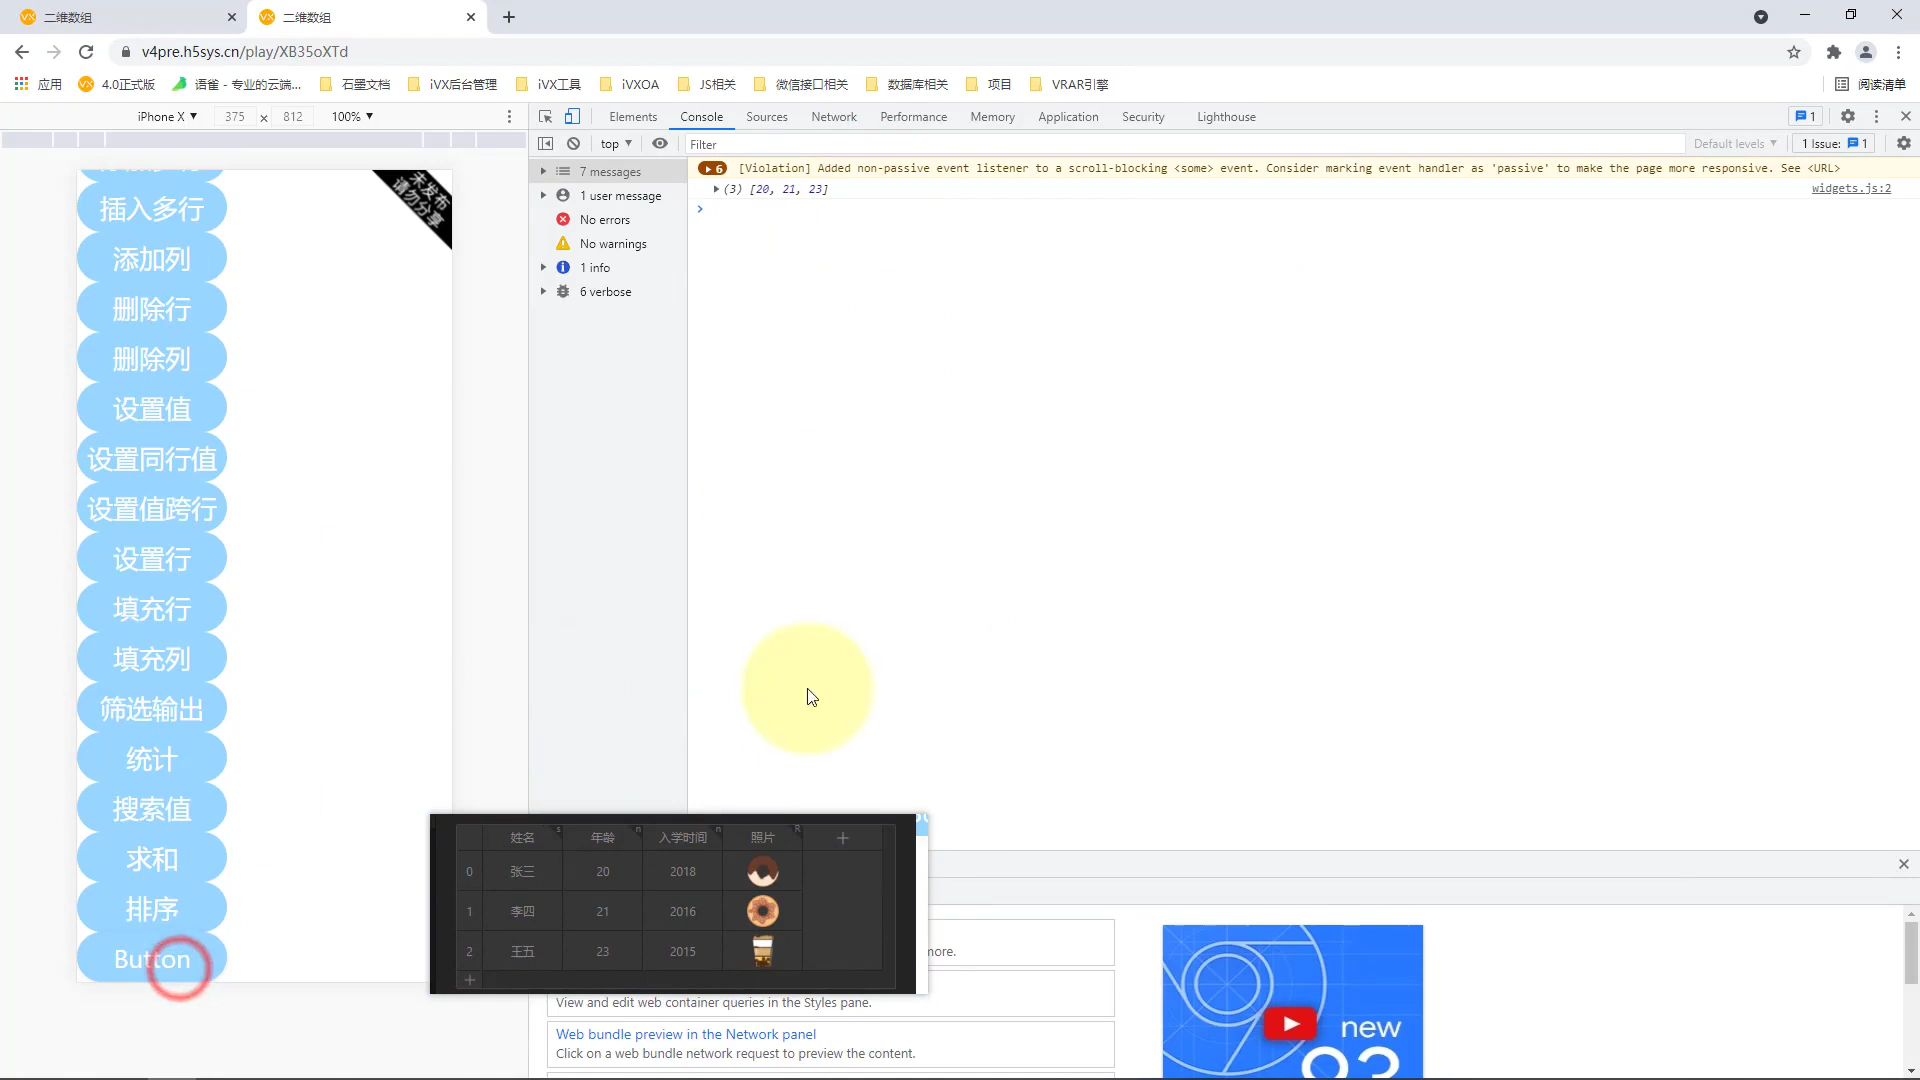 二维数组
二维数组
v4pre.h5sys.cn/play/XB35oXTd
应用
4.0正式版
语雀 - 专业的云端...
石墨文档
iVX后台管理
iVX工具
iVXOA
JS相关
微信接口相关
数据库相关
项目
VRAR引擎
阅读清单
iPhone X ▼
375 x 812
100% ▼
Elements
Console
Sources
Network
Performance
Memory
Application
Security
Lighthouse
1
top ▼
Filter
Default levels ▼
1 Issue: 1
7 messages
1 user message
No errors
No warnings
1 info
6 verbose
6 [Violation] Added non-passive event listener to a scroll-blocking <some> event. Consider marking event handler as 'passive' to make the page more responsive. See <URL>
(3) [20, 21, 23]
widgets.js:2
未发布
请勿分享
插入多行
添加列
删除行
删除列
设置值
设置同行值
设置值跨行
设置行
填充行
填充列
筛选输出
统计
搜索值
求和
排序
Button
姓名 s 年龄 n 入学时间 n 照片 R +
0 张三 20 2018
1 李四 21 2016
2 王五 23 2015
+
more.
View and edit web container queries in the Styles pane.
Web bundle preview in the Network panel
Click on a web bundle network request to preview the content.
new